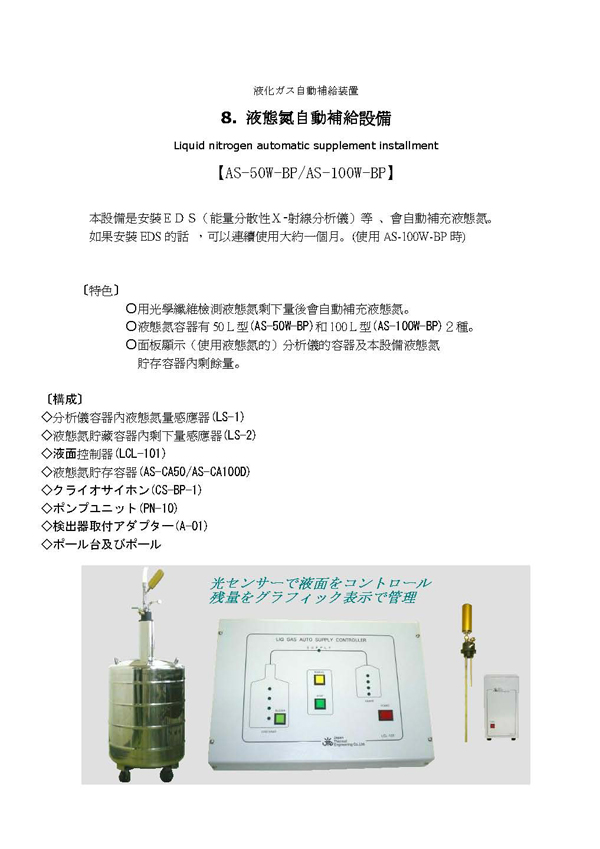 液化ガス自動補給装置
8. 液態氮自動補給設備
Liquid nitrogen automatic supplement installment
【AS-50W-BP/AS-100W-BP】
本設備是安裝ＥＤＳ（能量分散性Ｘ-射線分析儀）等 、會自動補充液態氮。
如果安裝 EDS 的話 ，可以連續使用大約一個月。(使用 AS-100W-BP 時)
〔特色〕
○用光學纖維檢測液態氮剩下量後會自動補充液態氮。
○液態氮容器有 50Ｌ型(AS-50W-BP)和 100Ｌ型(AS-100W-BP)２種。
○面板顯示（使用液態氮的）分析儀的容器及本設備液態氮
貯存容器內剩餘量。
〔構成〕
◇分析儀容器內液態氮量感應器(LS-1)
◇液態氮貯藏容器內剩下量感應器(LS-2)
◇液面控制器(LCL-101)
◇液態氮貯存容器(AS-CA50/AS-CA100D)
◇クライオサイホン(CS-BP-1)
◇ポンプユニット(PN-10)
◇検出器取付アダプター(A-01)
◇ポール台及びポール
光センサーで液面をコントロール
残量をグラフィック表示で管理
LIQ GAS AUTO SUPPLY CONTROLLER
SUPPLY
POWER
Thermal
Engineering Co.,Ltd.